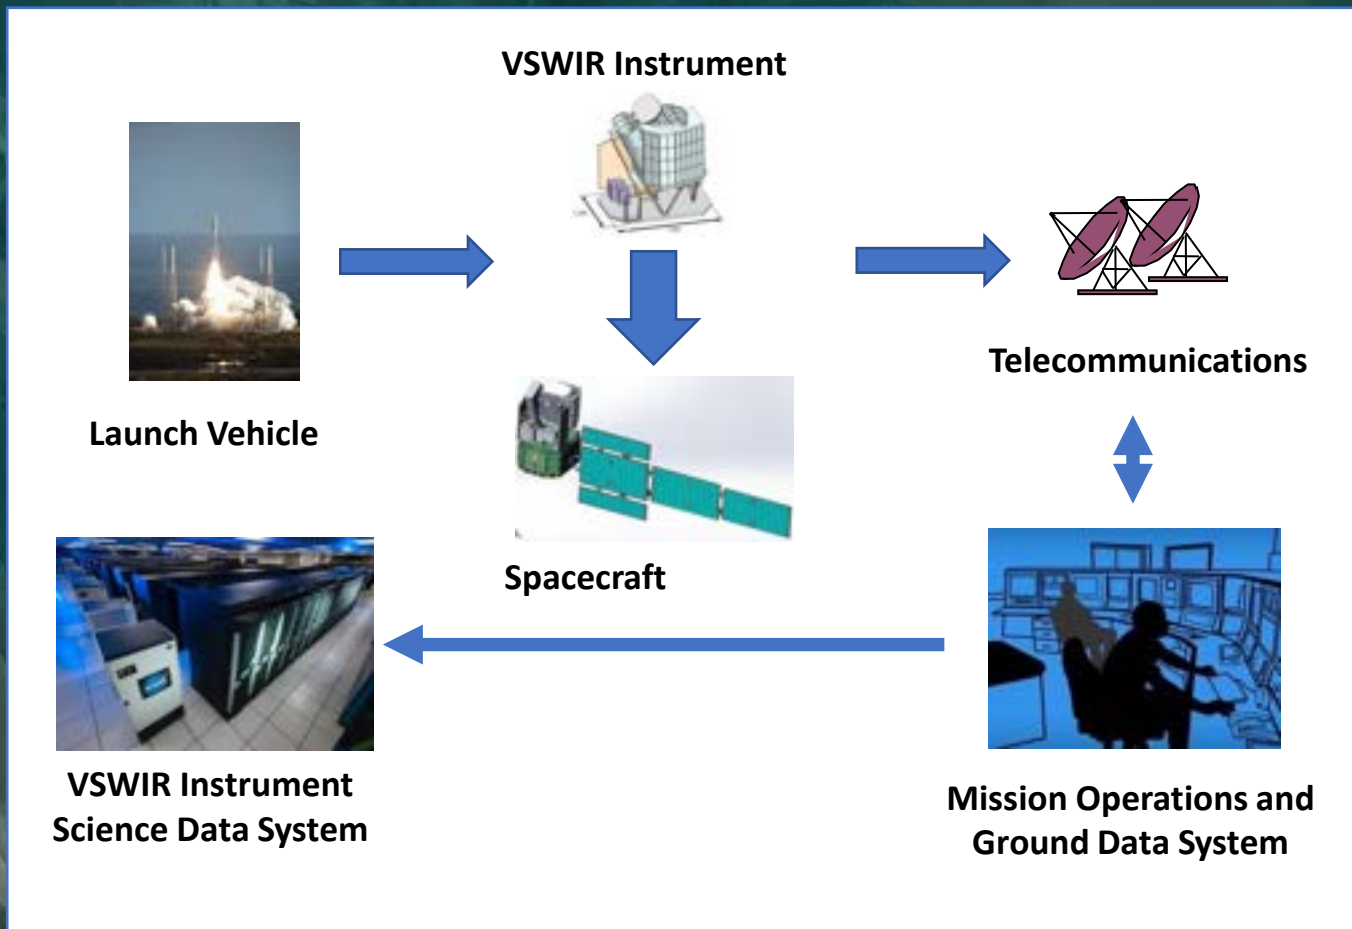 VSWIR Instrument
Launch Vehicle
Telecommunications
Spacecraft
VSWIR Instrument
Science Data System
Mission Operations and
Ground Data System